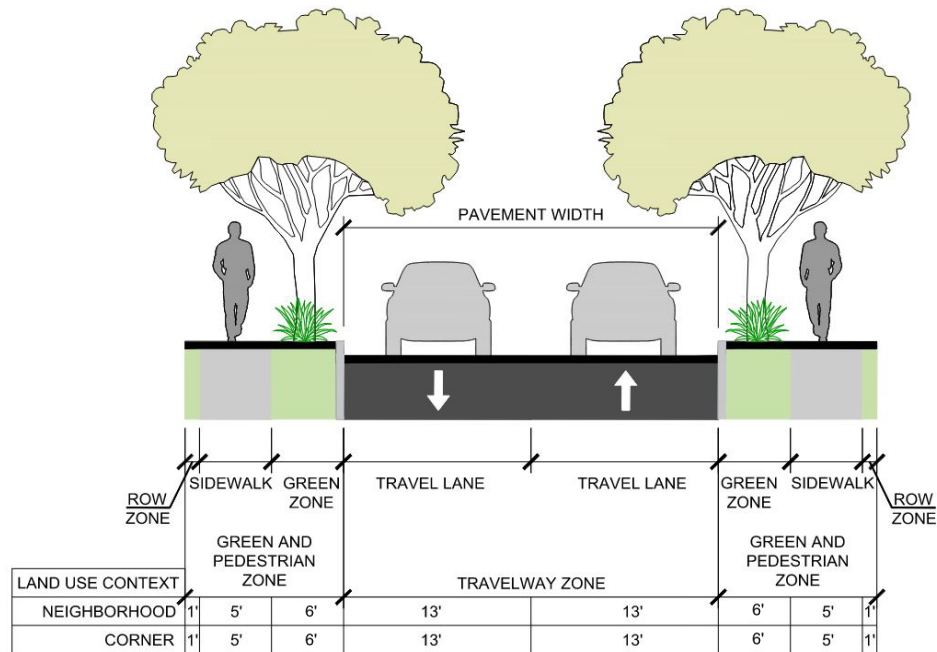 PAVEMENT WIDTH
ROW
ZONE
SIDEWALK
GREEN
ZONE
TRAVEL LANE
TRAVEL LANE
GREEN
ZONE
SIDEWALK
ROW
ZONE
GREEN AND
PEDESTRIAN
ZONE
TRAVELWAY ZONE
GREEN AND
PEDESTRIAN
ZONE
LAND USE CONTEXT
NEIGHBORHOOD 1' 5' 6' 13' 13' 6' 5' 1'
CORNER 1' 5' 6' 13' 13' 6' 5' 1'